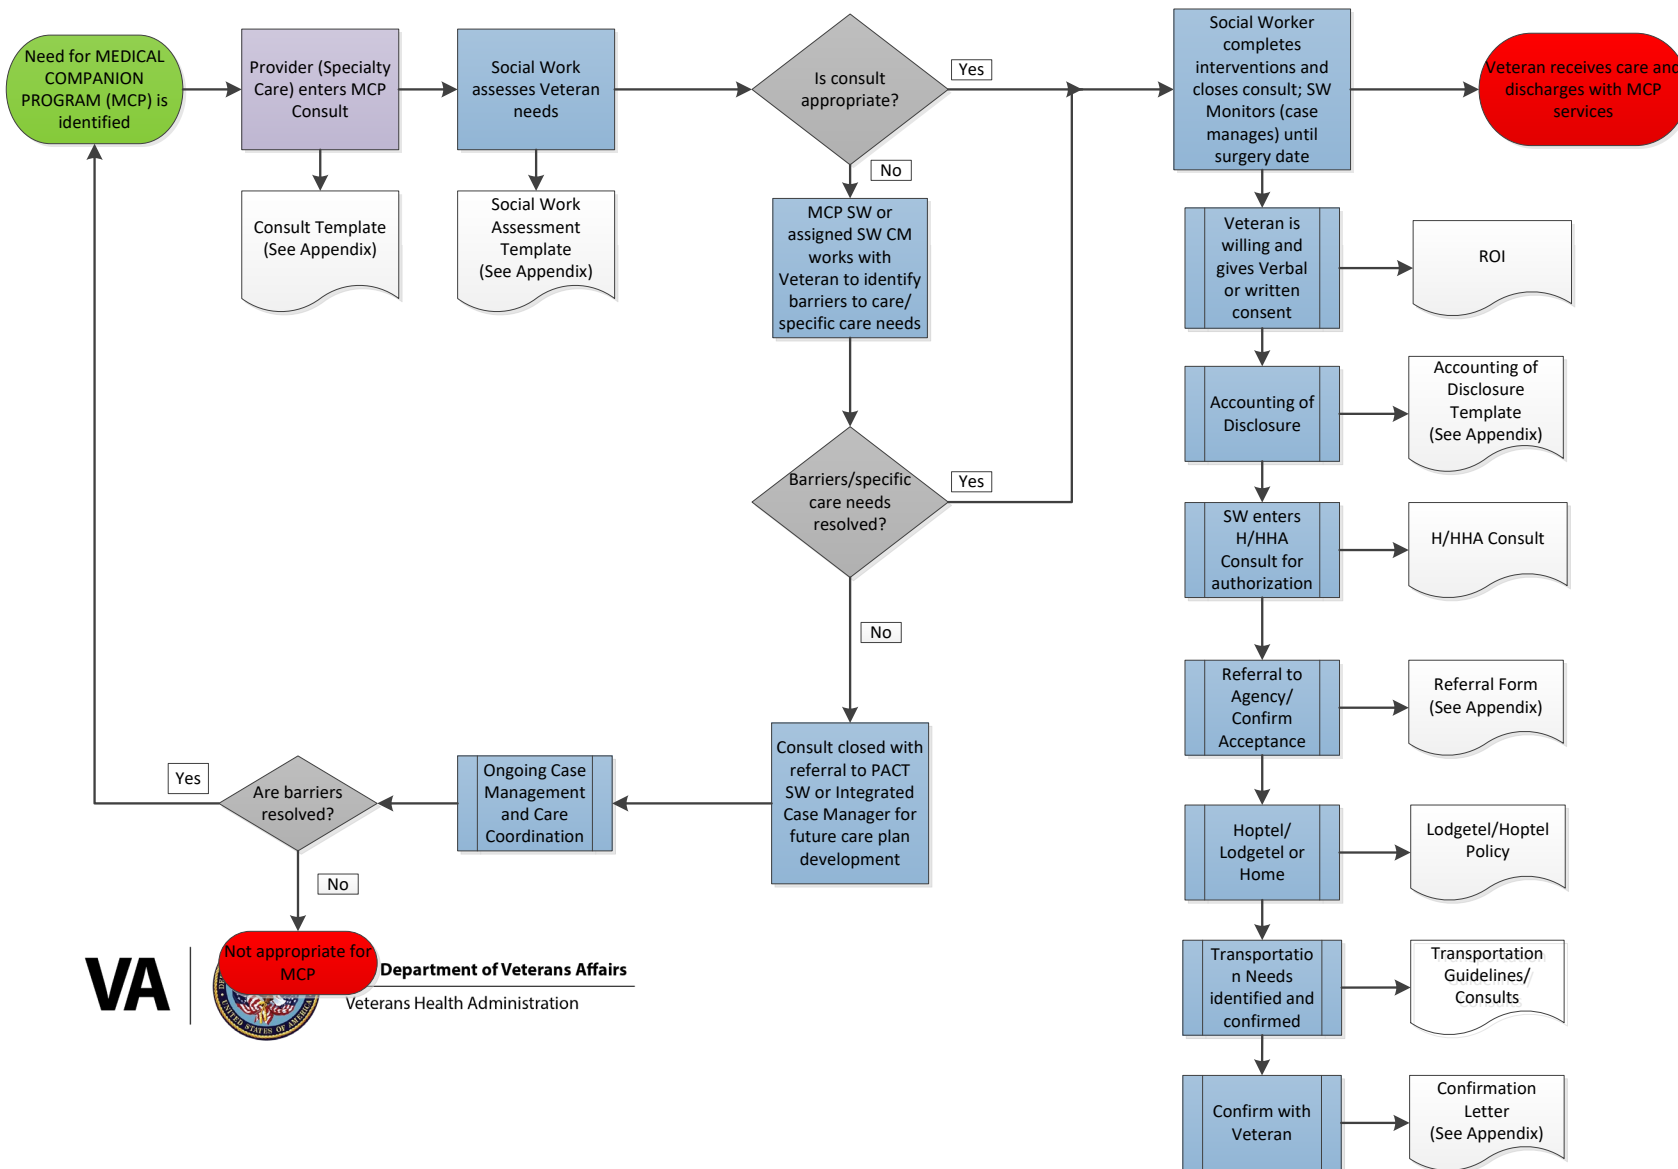 Need for MEDICAL
COMPANION
PROGRAM (MCP) is
identified
Provider (Specialty
Care) enters MCP
Consult
Social Work
assesses Veteran
needs
Is consult
appropriate?
Yes
Social Worker
completes
interventions and
closes consult; SW
Monitors (case
manages) until
surgery date
Veteran receives care and
discharges with MCP
services
Consult Template
(See Appendix)
Social Work
Assessment
Template
(See Appendix)
No
MCP SW or
assigned SW CM
works with
Veteran to identify
barriers to care/
specific care needs
Veteran is
willing and
gives Verbal
or written
consent
ROI
Accounting of
Disclosure
Accounting of
Disclosure
Template
(See Appendix)
Barriers/specific
care needs
resolved?
Yes
SW enters
H/HHA
Consult for
authorization
H/HHA Consult
No
Referral to
Agency/
Confirm
Acceptance
Referral Form
(See Appendix)
Consult closed with
referral to PACT
SW or Integrated
Case Manager for
future care plan
development
Ongoing Case
Management
and Care
Coordination
Are barriers
resolved?
Yes
Hoptel/
Lodgetel or
Home
Lodgetel/Hoptel
Policy
No
Not appropriate for
MCP
VA
Department of Veterans Affairs
Veterans Health Administration
UNITED STATES OF AMERICA
Transportatio
n Needs
identified and
confirmed
Transportation
Guidelines/
Consults
Confirm with
Veteran
Confirmation
Letter
(See Appendix)